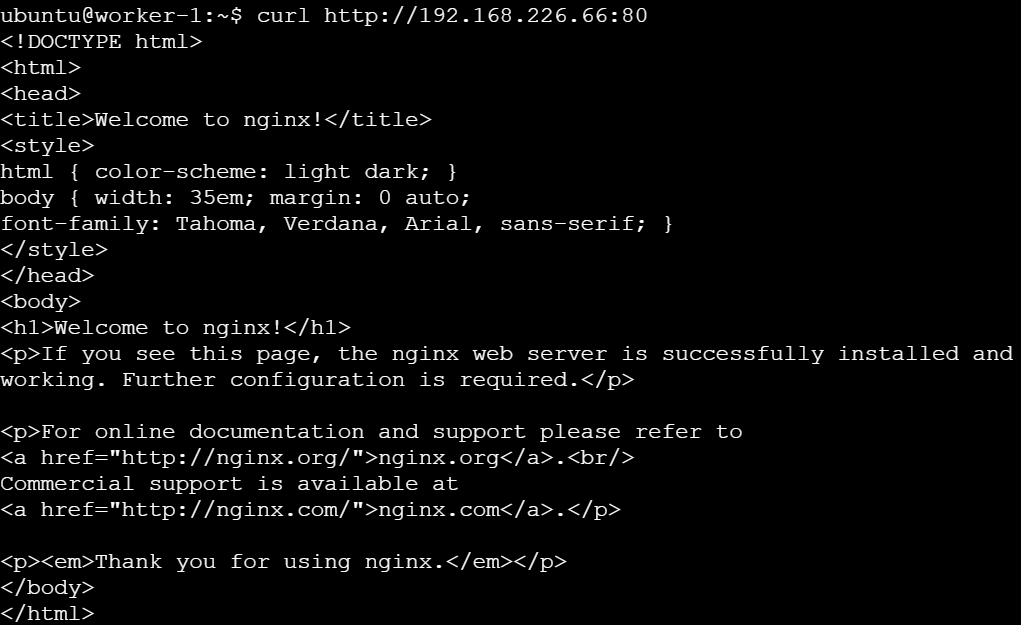 ubuntu@worker-1:~$ curl http://192.168.226.66:80
<!DOCTYPE html>
<html>
<head>
<title>Welcome to nginx!</title>
<style>
html { color-scheme: light dark; }
body { width: 35em; margin: 0 auto;
font-family: Tahoma, Verdana, Arial, sans-serif; }
</style>
</head>
<body>
<h1>Welcome to nginx!</h1>
<p>If you see this page, the nginx web server is successfully installed and
working. Further configuration is required.</p>

<p>For online documentation and support please refer to
<a href="http://nginx.org/">nginx.org</a>.<br/>
Commercial support is available at
<a href="http://nginx.com/">nginx.com</a>.</p>

<p><em>Thank you for using nginx.</em></p>
</body>
</html>